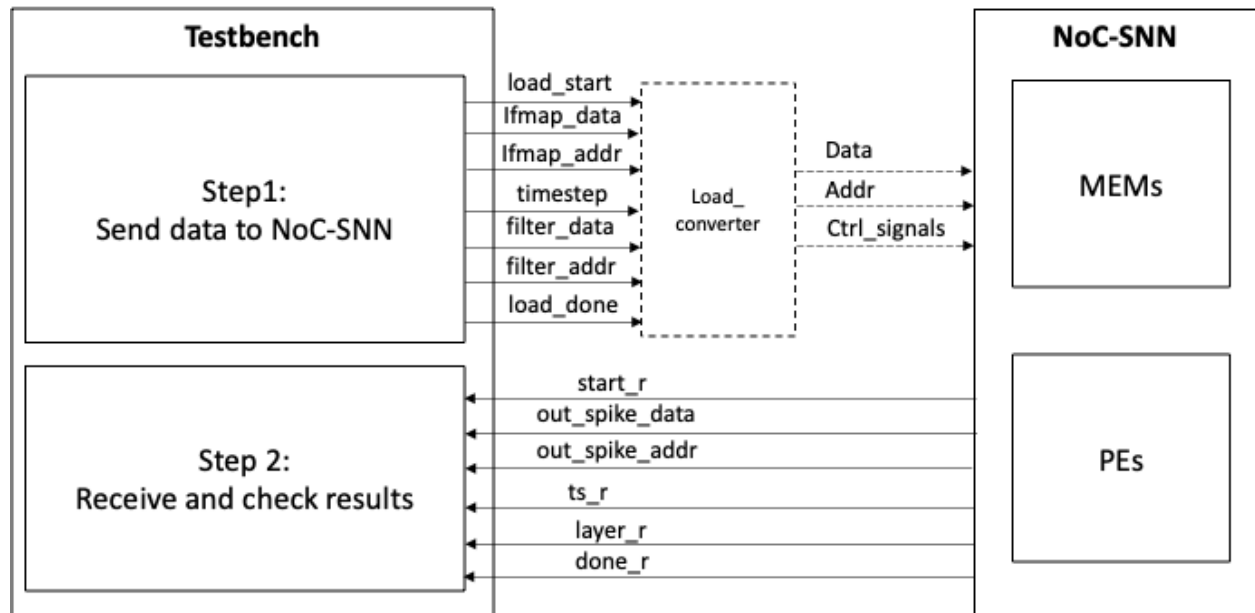 Testbench
NoC-SNN
Step1:
Send data to NoC-SNN
load_start
Ifmap_data
Ifmap_addr
timestep
filter_data
filter_addr
load_done
Load_
converter
Data
Addr
Ctrl_signals
MEMs
Step 2:
Receive and check results
start_r
out_spike_data
out_spike_addr
ts_r
layer_r
done_r
PEs